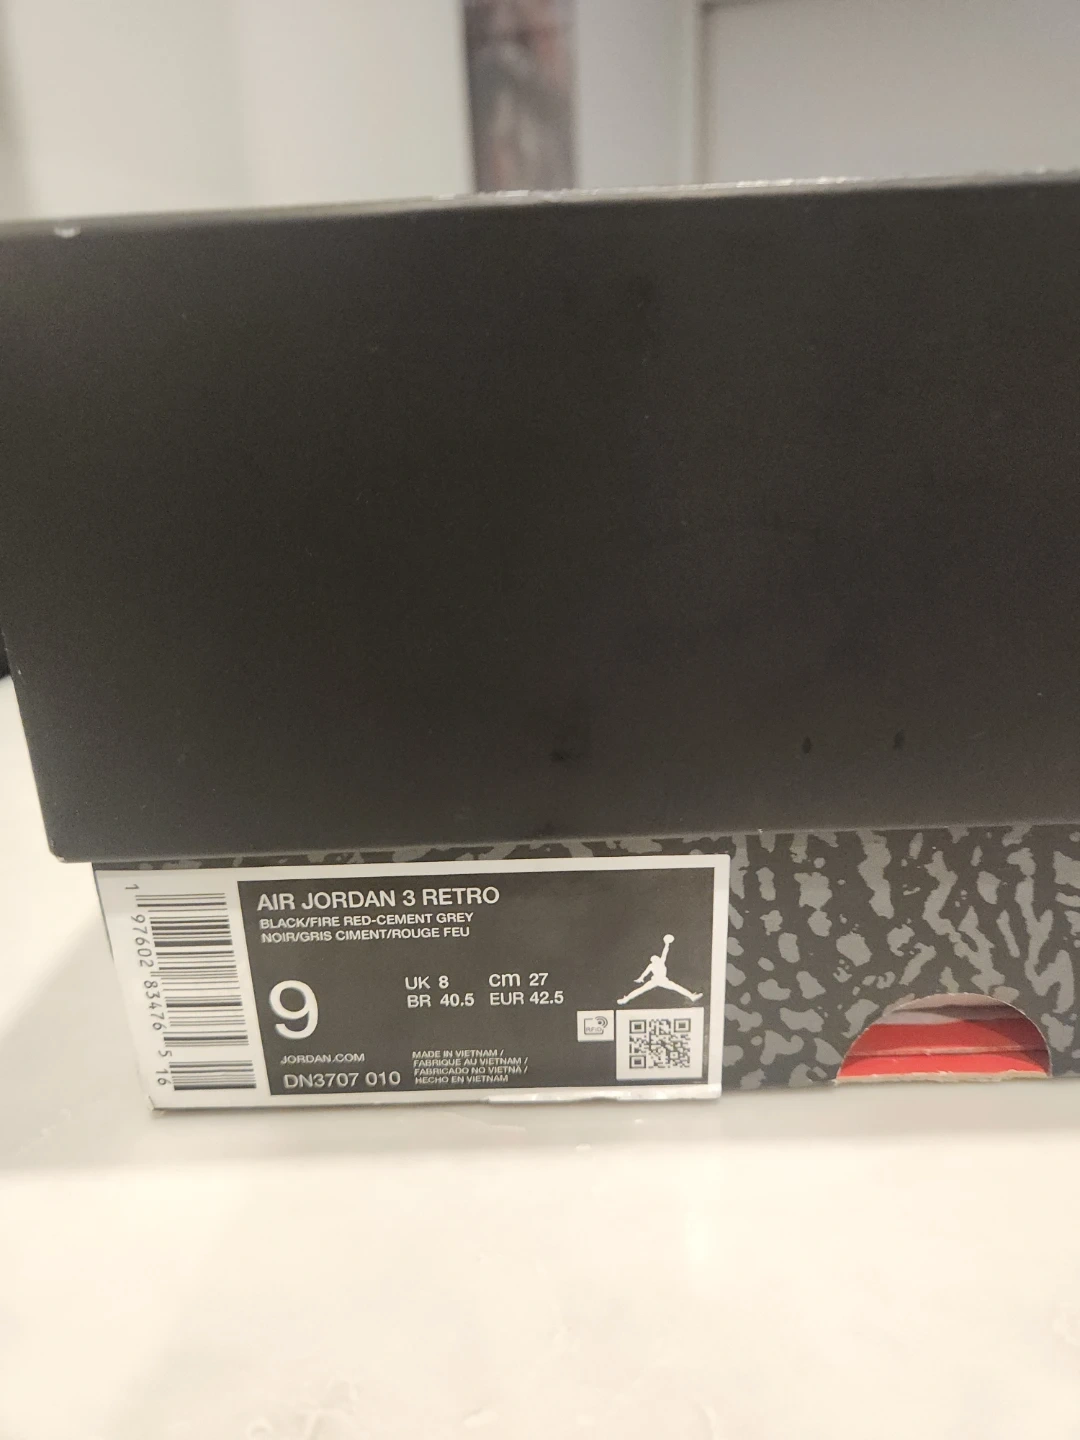 AIR JORDAN 3 RETRO
BLACK/FIRE RED-CEMENT GREY
NOIR/GRIS CIMENT/ROUGE FEU
9
UK 8 cm 27
BR 40.5 EUR 42.5
JORDAN.COM
DN3707 010
MADE IN VIETNAM /
FABRIQUE AU VIETNAM /
FABRICADO NO VIETNÃ /
HECHO EN VIETNAM
RFID
1 97602 83476 5 16